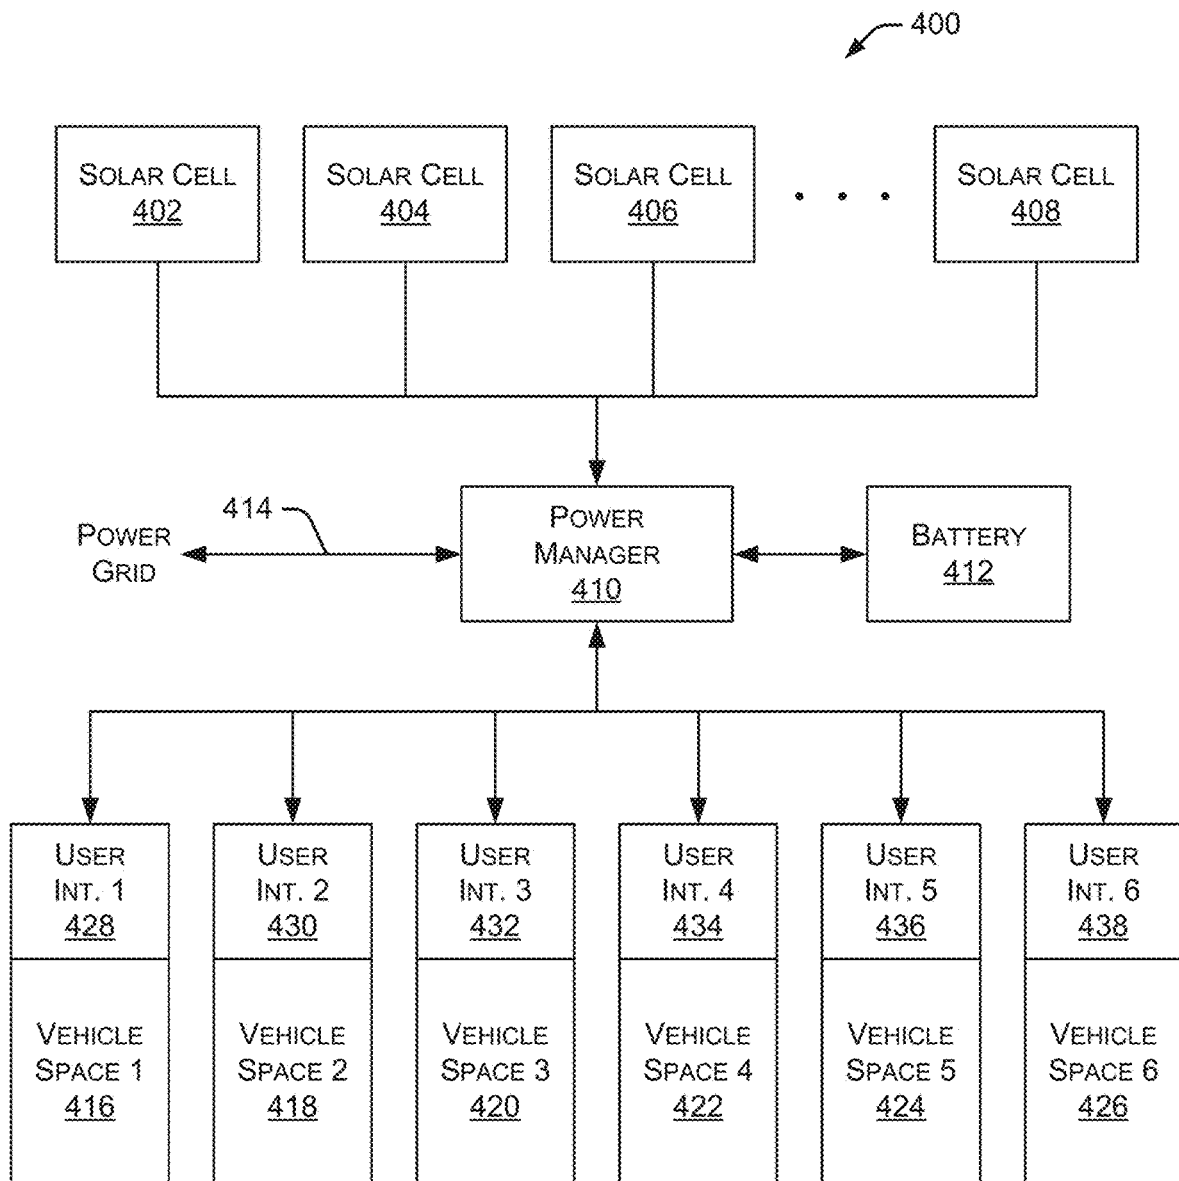 400
SOLAR CELL
402
SOLAR CELL
404
SOLAR CELL
406
SOLAR CELL
408
414
POWER
GRID
POWER
MANAGER
410
BATTERY
412
USER
INT. 1
428
USER
INT. 2
430
USER
INT. 3
432
USER
INT. 4
434
USER
INT. 5
436
USER
INT. 6
438
VEHICLE
SPACE 1
416
VEHICLE
SPACE 2
418
VEHICLE
SPACE 3
420
VEHICLE
SPACE 4
422
VEHICLE
SPACE 5
424
VEHICLE
SPACE 6
426